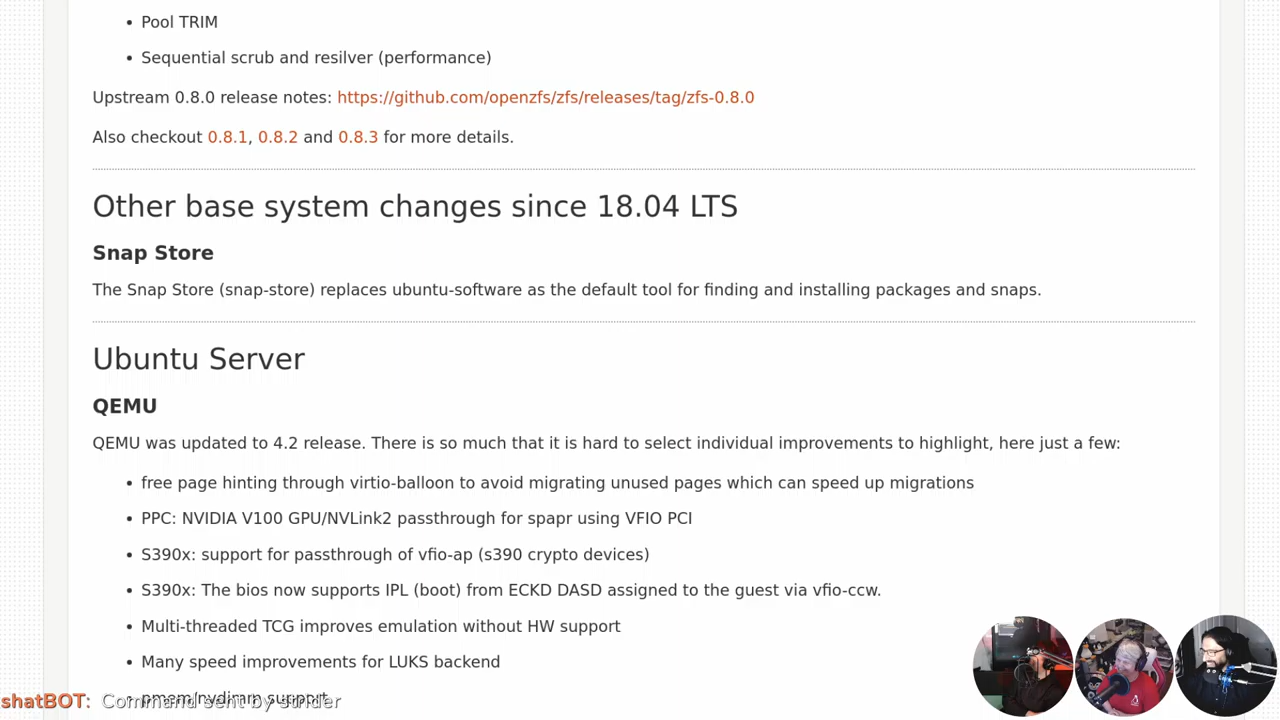 • Pool TRIM
• Sequential scrub and resilver (performance)
Upstream 0.8.0 release notes: https://github.com/openzfs/zfs/releases/tag/zfs-0.8.0
Also checkout 0.8.1, 0.8.2 and 0.8.3 for more details.
Other base system changes since 18.04 LTS
Snap Store
The Snap Store (snap-store) replaces ubuntu-software as the default tool for finding and installing packages and snaps.
Ubuntu Server
QEMU
QEMU was updated to 4.2 release. There is so much that it is hard to select individual improvements to highlight, here just a few:
• free page hinting through virtio-balloon to avoid migrating unused pages which can speed up migrations
• PPC: NVIDIA V100 GPU/NVLink2 passthrough for spapr using VFIO PCI
• S390x: support for passthrough of vfio-ap (s390 crypto devices)
• S390x: The bios now supports IPL (boot) from ECKD DASD assigned to the guest via vfio-ccw.
• Multi-threaded TCG improves emulation without HW support
• Many speed improvements for LUKS backend
• pmem/nvdimm support
shatBOT: Command sent by strider